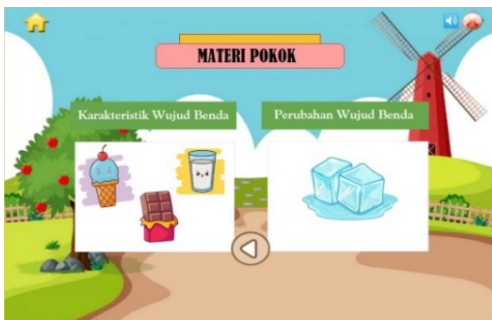 MATERI POKOK
Karakteristik Wujud Benda
Perubahan Wujud Benda